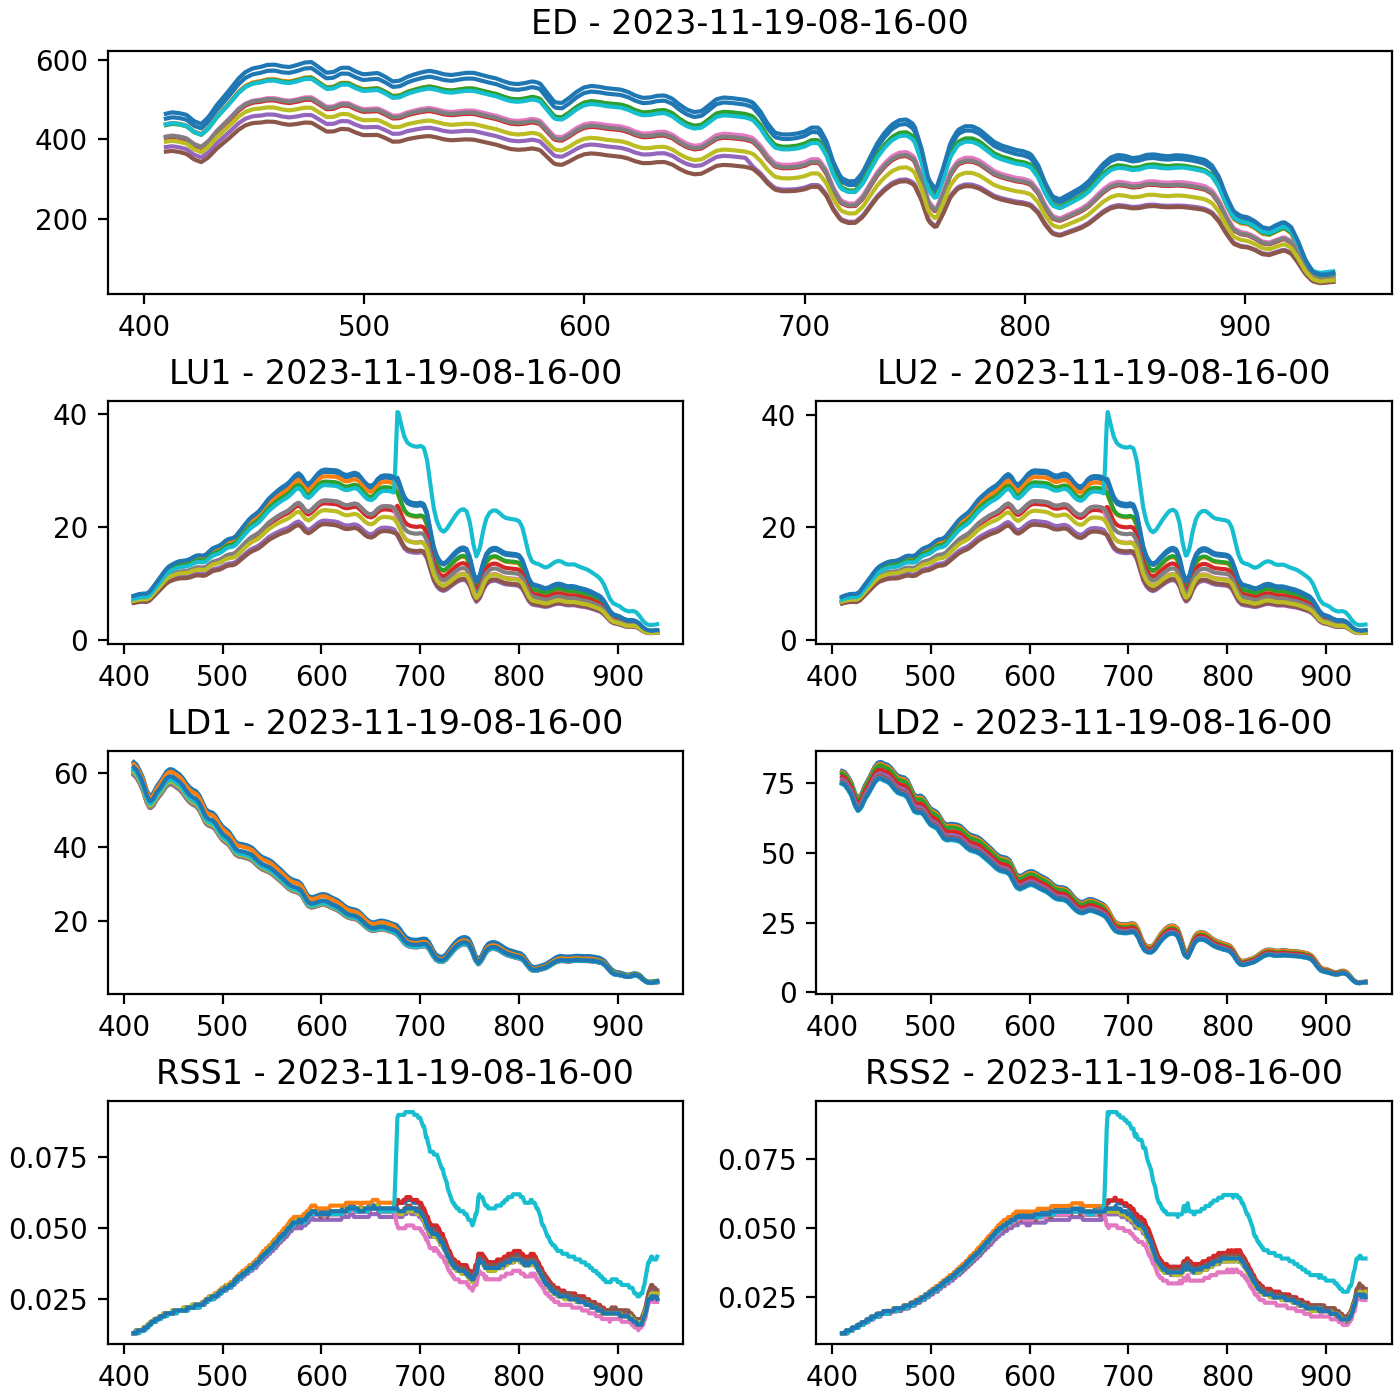 ED - 2023-11-19-08-16-00
600
400
200
400 500 600 700 800 900
LU1 - 2023-11-19-08-16-00
40
20
0
400 500 600 700 800 900
LU2 - 2023-11-19-08-16-00
40
20
0
400 500 600 700 800 900
LD1 - 2023-11-19-08-16-00
60
40
20
400 500 600 700 800 900
LD2 - 2023-11-19-08-16-00
75
50
25
0
400 500 600 700 800 900
RSS1 - 2023-11-19-08-16-00
0.075
0.050
0.025
400 500 600 700 800 900
RSS2 - 2023-11-19-08-16-00
0.075
0.050
0.025
400 500 600 700 800 900